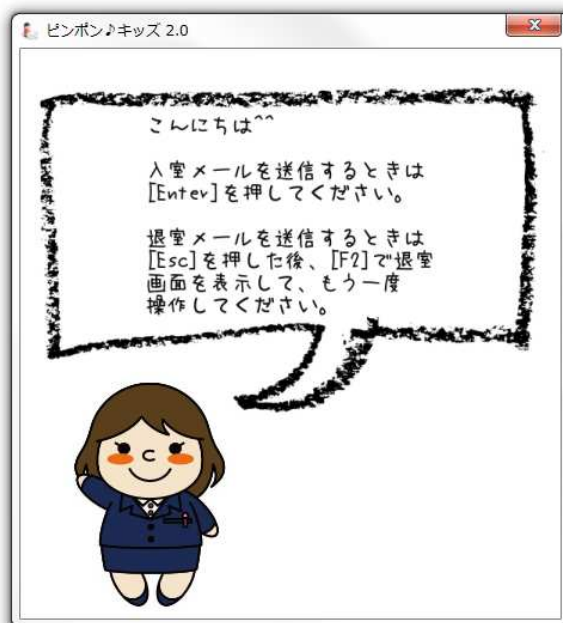 ピンポン♪キッズ 2.0
こんにちは^^
入室メールを送信するときは
[Enter]を押してください。
退室メールを送信するときは
[Esc]を押した後、[F2]で退室
画面を表示して、もう一度
操作してください。